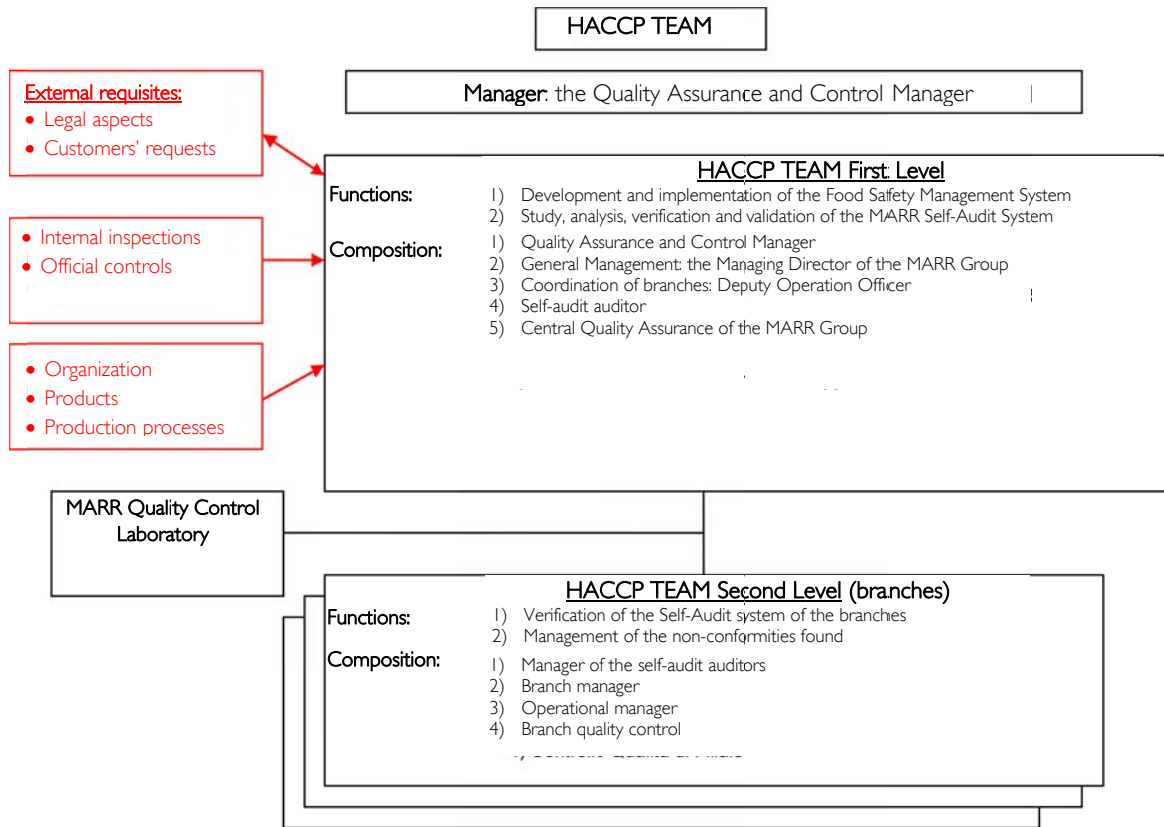 HACCP TEAM
Manager: the Quality Assurance and Control Manager
External requisites:
• Legal aspects
• Customers' requests
• Internal inspections
• Official controls
• Organization
• Products
• Production processes
HACCP TEAM First Level
Functions:
1) Development and implementation of the Food Safety Management System
2) Study, analysis, verification and validation of the MARR Self-Audit System
Composition:
1) Quality Assurance and Control Manager
2) General Management: the Managing Director of the MARR Group
3) Coordination of branches: Deputy Operation Officer
4) Self-audit auditor
5) Central Quality Assurance of the MARR Group
MARR Quality Control
Laboratory
HACCP TEAM Second Level (branches)
Functions:
1) Verification of the Self-Audit system of the branches
2) Management of the non-conformities found
Composition:
1) Manager of the self-audit auditors
2) Branch manager
3) Operational manager
4) Branch quality control